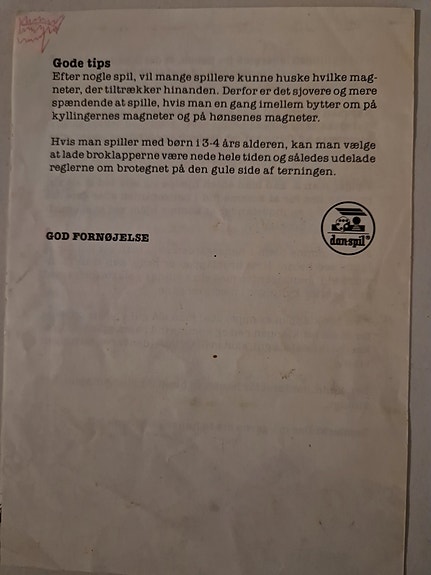 Gode tips
Efter nogle spil, vil mange spillere kunne huske hvilke mag-
neter, der tiltrækker hinanden. Derfor er det sjovere og mere
spændende at spille, hvis man en gang imellem bytter om på
kyllingernes magneter og på hønsenes magneter.
Hvis man spiller med børn i 3-4 års alderen, kan man vælge
at lade broklapperne være nede hele tiden og således udelade
reglerne om brotegnet på den gule side af terningen.
GOD FORNØJELSE
dan-spil®